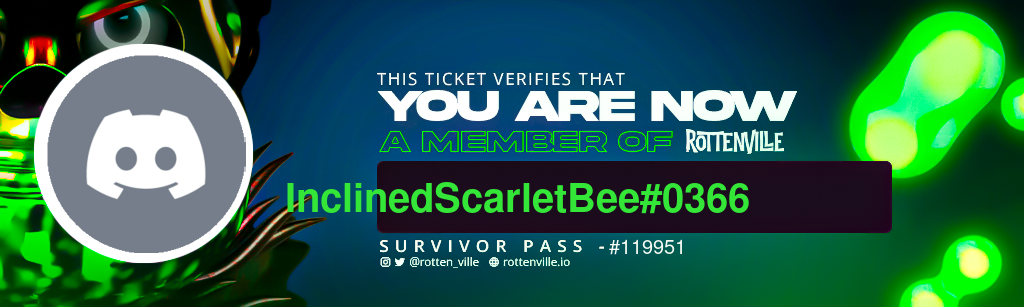 THIS TICKET VERIFIES THAT
YOU ARE NOW
A MEMBER OF ROTTENVILLE
InclinedScarletBee#0366
SURVIVOR PASS - #119951
@rotten_ville rottenville.io